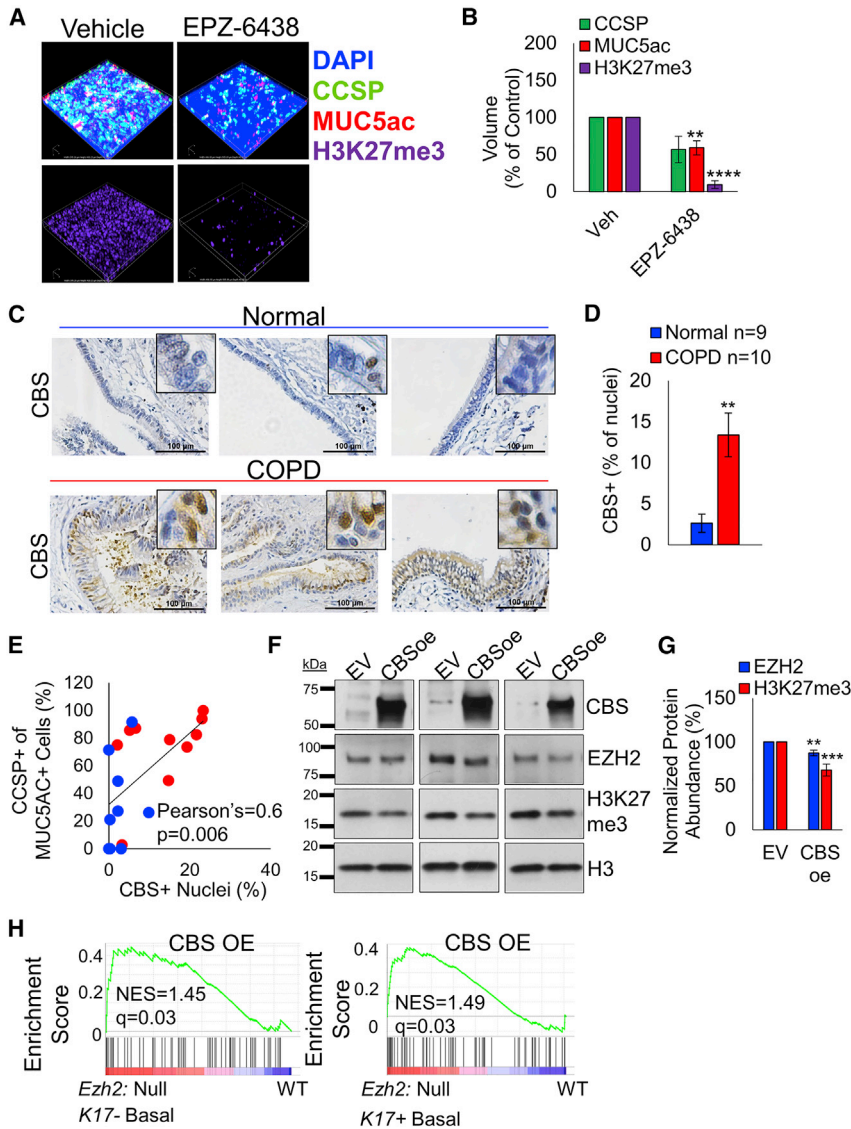 A
Vehicle
EPZ-6438
DAPI
CCSP
MUC5ac
H3K27me3
B
CCSP
MUC5ac
H3K27me3
Volume
(% of Control)
200
150
100
50
0
**
****
Veh
EPZ-6438
C
Normal
CBS
100 µm
100 µm
100 µm
COPD
CBS
100 µm
100 µm
100 µm
D
Normal n=9
COPD n=10
CBS+ (% of nuclei)
20
15
10
5
0
**
E
CCSP+ of
MUC5AC+ Cells (%)
120
100
80
60
40
20
0
Pearson's=0.6
p=0.006
0
20
40
CBS+ Nuclei (%)
F
kDa
EV
CBSoe
EV
CBSoe
EV
CBSoe
75
50
CBS
100
75
EZH2
20
15
H3K27
me3
20
15
H3
G
EZH2
H3K27me3
Normalized Protein
Abundance (%)
150
100
50
0
**
***
EV
CBS
oe
H
CBS OE
Enrichment
Score
0.4
0.2
0
NES=1.45
q=0.03
Ezh2: Null
WT
K17- Basal
CBS OE
Enrichment
Score
0.4
0.2
0
NES=1.49
q=0.03
Ezh2: Null
WT
K17+ Basal